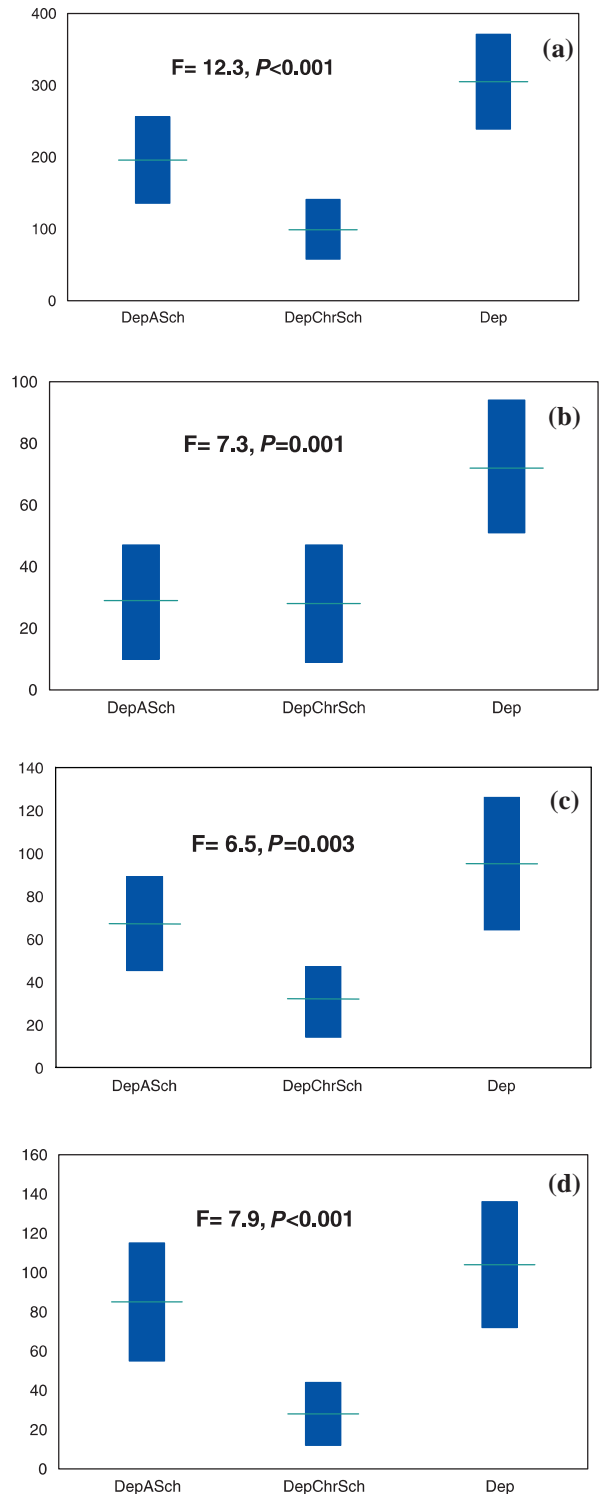 400
(a)
F= 12.3, P<0.001
300
200
100
0
DepASch DepChrSch Dep
100
(b)
F= 7.3, P=0.001
80
60
40
20
0
DepASch DepChrSch Dep
140
(c)
120
F= 6.5, P=0.003
100
80
60
40
20
0
DepASch DepChrSch Dep
160
(d)
140
F= 7.9, P<0.001
120
100
80
60
40
20
0
DepASch DepChrSch Dep